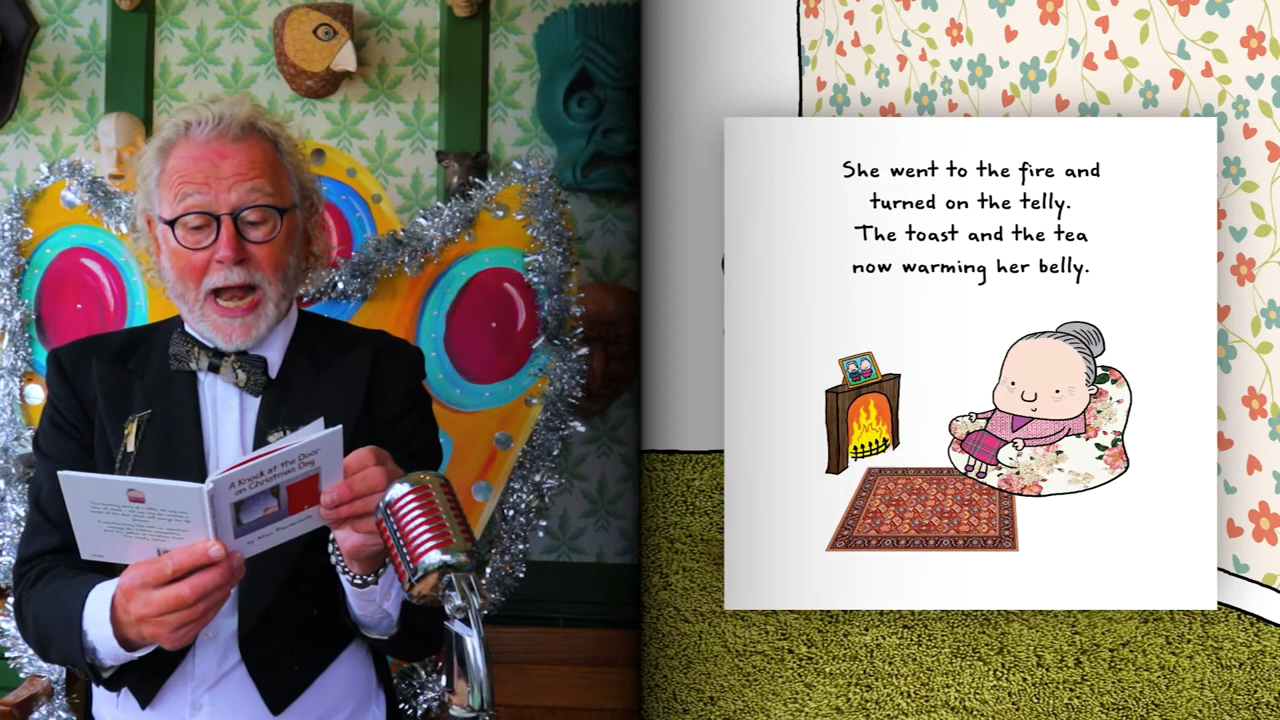 A Knock at the Door
on Christmas Day
She went to the fire and
turned on the telly.
The toast and the tea
now warming her belly.